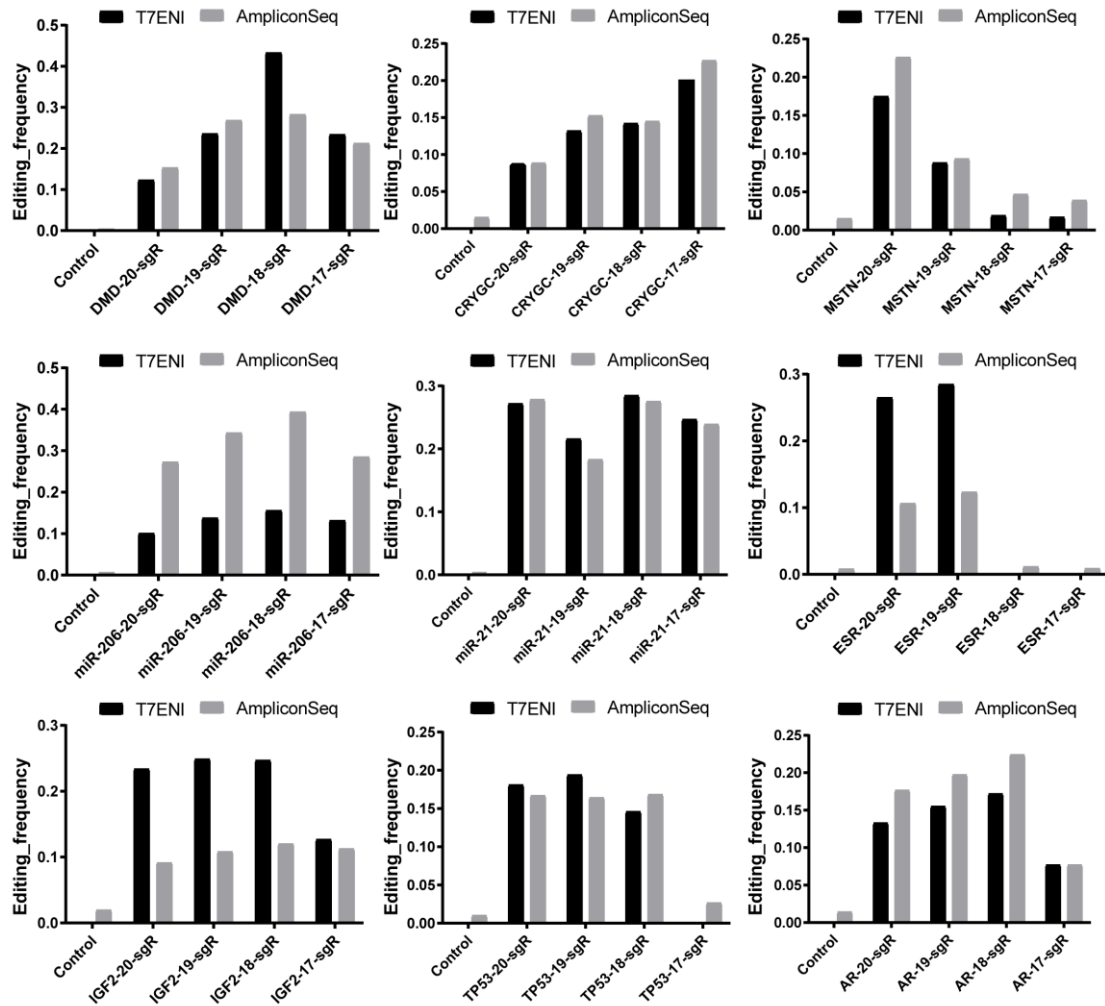 T7ENI AmpliconSeq
Editing_frequency
0.5
0.4
0.3
0.2
0.1
0.0
Control
DMD-20-sgR
DMD-19-sgR
DMD-18-sgR
DMD-17-sgR
T7ENI AmpliconSeq
Editing_frequency
0.25
0.20
0.15
0.10
0.05
0.00
Control
CRYGC-20-sgR
CRYGC-19-sgR
CRYGC-18-sgR
CRYGC-17-sgR
T7ENI AmpliconSeq
Editing_frequency
0.25
0.20
0.15
0.10
0.05
0.00
Control
MSTN-20-sgR
MSTN-19-sgR
MSTN-18-sgR
MSTN-17-sgR
T7ENI AmpliconSeq
Editing_frequency
0.5
0.4
0.3
0.2
0.1
0.0
Control
miR-206-20-sgR
miR-206-19-sgR
miR-206-18-sgR
miR-206-17-sgR
T7ENI AmpliconSeq
Editing_frequency
0.3
0.2
0.1
0.0
Control
miR-21-20-sgR
miR-21-19-sgR
miR-21-18-sgR
miR-21-17-sgR
T7ENI AmpliconSeq
Editing_frequency
0.3
0.2
0.1
0.0
Control
ESR-20-sgR
ESR-19-sgR
ESR-18-sgR
ESR-17-sgR
T7ENI AmpliconSeq
Editing_frequency
0.3
0.2
0.1
0.0
Control
IGF2-20-sgR
IGF2-19-sgR
IGF2-18-sgR
IGF2-17-sgR
T7ENI AmpliconSeq
Editing_frequency
0.25
0.20
0.15
0.10
0.05
0.00
Control
TP53-20-sgR
TP53-19-sgR
TP53-18-sgR
TP53-17-sgR
T7ENI AmpliconSeq
Editing_frequency
0.25
0.20
0.15
0.10
0.05
0.00
Control
AR-20-sgR
AR-19-sgR
AR-18-sgR
AR-17-sgR